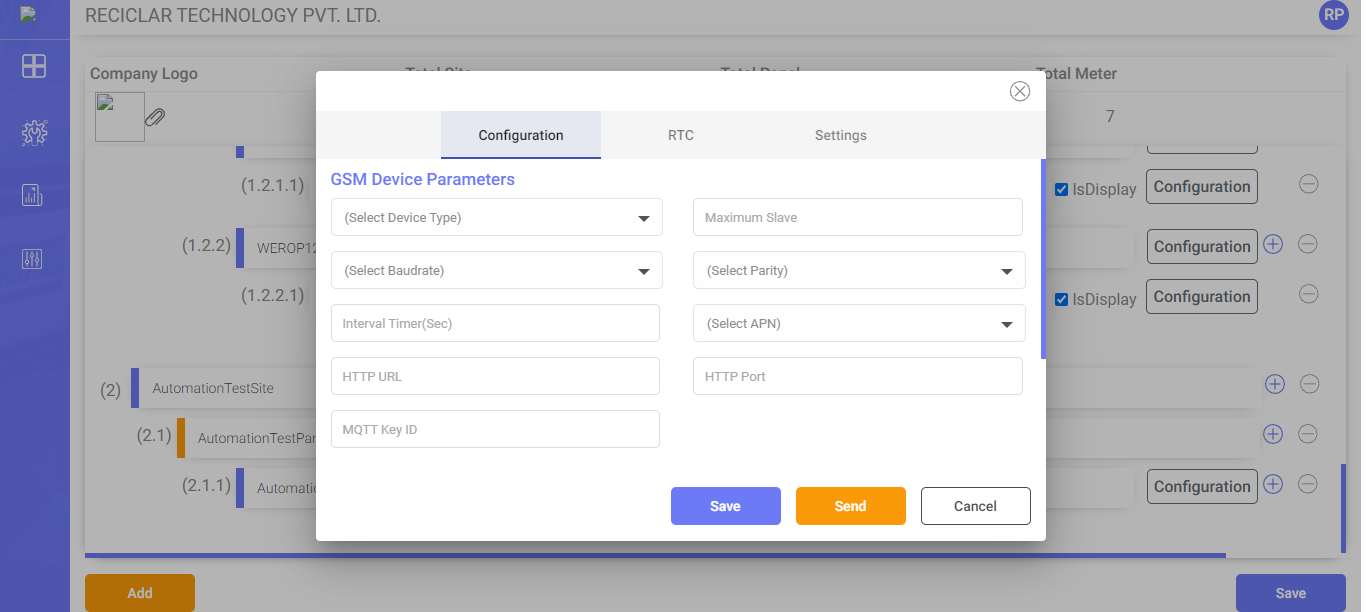 RECICLAR TECHNOLOGY PVT. LTD.
RP
Company Logo
Total Site
Total Panel
Total Meter
7
Configuration
RTC
Settings
GSM Device Parameters
(Select Device Type)
Maximum Slave
(Select Baudrate)
(Select Parity)
Interval Timer(Sec)
(Select APN)
HTTP URL
HTTP Port
MQTT Key ID
Save
Send
Cancel
(1.2.1.1)
IsDisplay
Configuration
(1.2.2)
WEROP12
Configuration
(1.2.2.1)
IsDisplay
Configuration
(2)
AutomationTestSite
(2.1)
AutomationTestPan
(2.1.1)
Automatio
Configuration
Add
Save